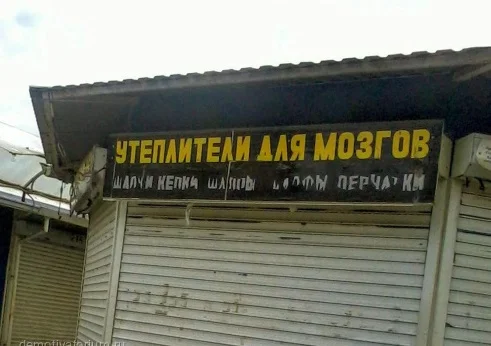 УТЕПЛИТЕЛИ ДЛЯ МОЗГОВ
ШАПКИ КЕПКИ ШЛЯПЫ ШАРФЫ ПЕРЧАТКИ